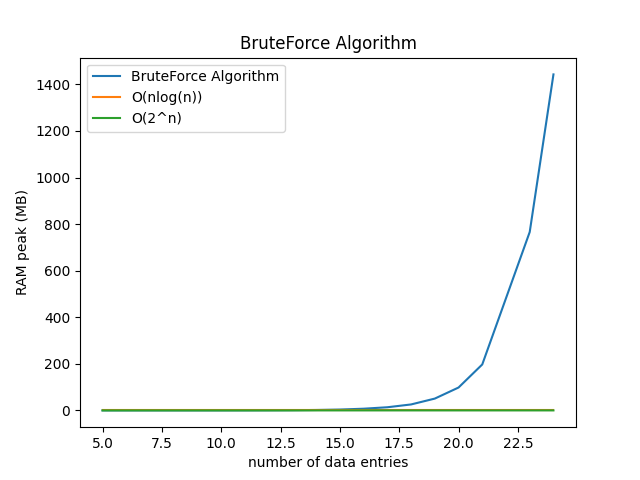 BruteForce Algorithm
BruteForce Algorithm
O(nlog(n))
O(2^n)
1400
1200
1000
800
600
400
200
0
RAM peak (MB)
5.0 7.5 10.0 12.5 15.0 17.5 20.0 22.5
number of data entries